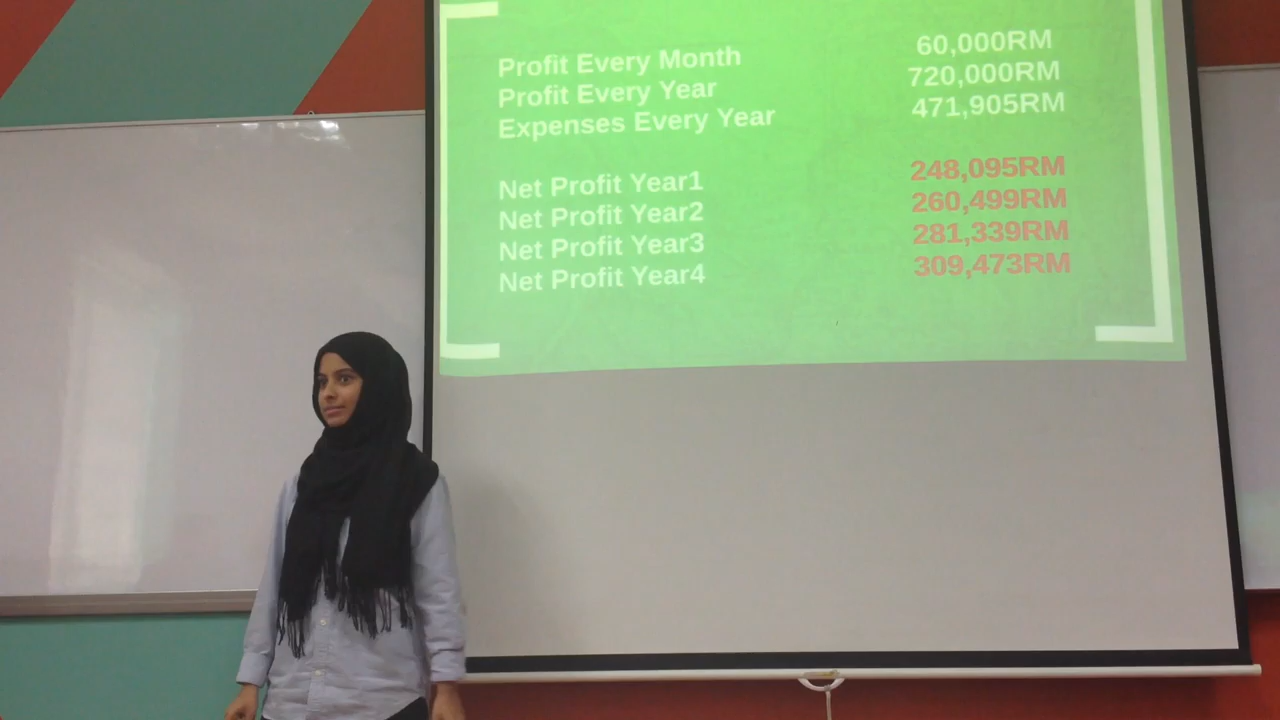 Profit Every Month 60,000RM
Profit Every Year 720,000RM
Expenses Every Year 471,905RM
Net Profit Year1 248,095RM
Net Profit Year2 260,499RM
Net Profit Year3 281,339RM
Net Profit Year4 309,473RM